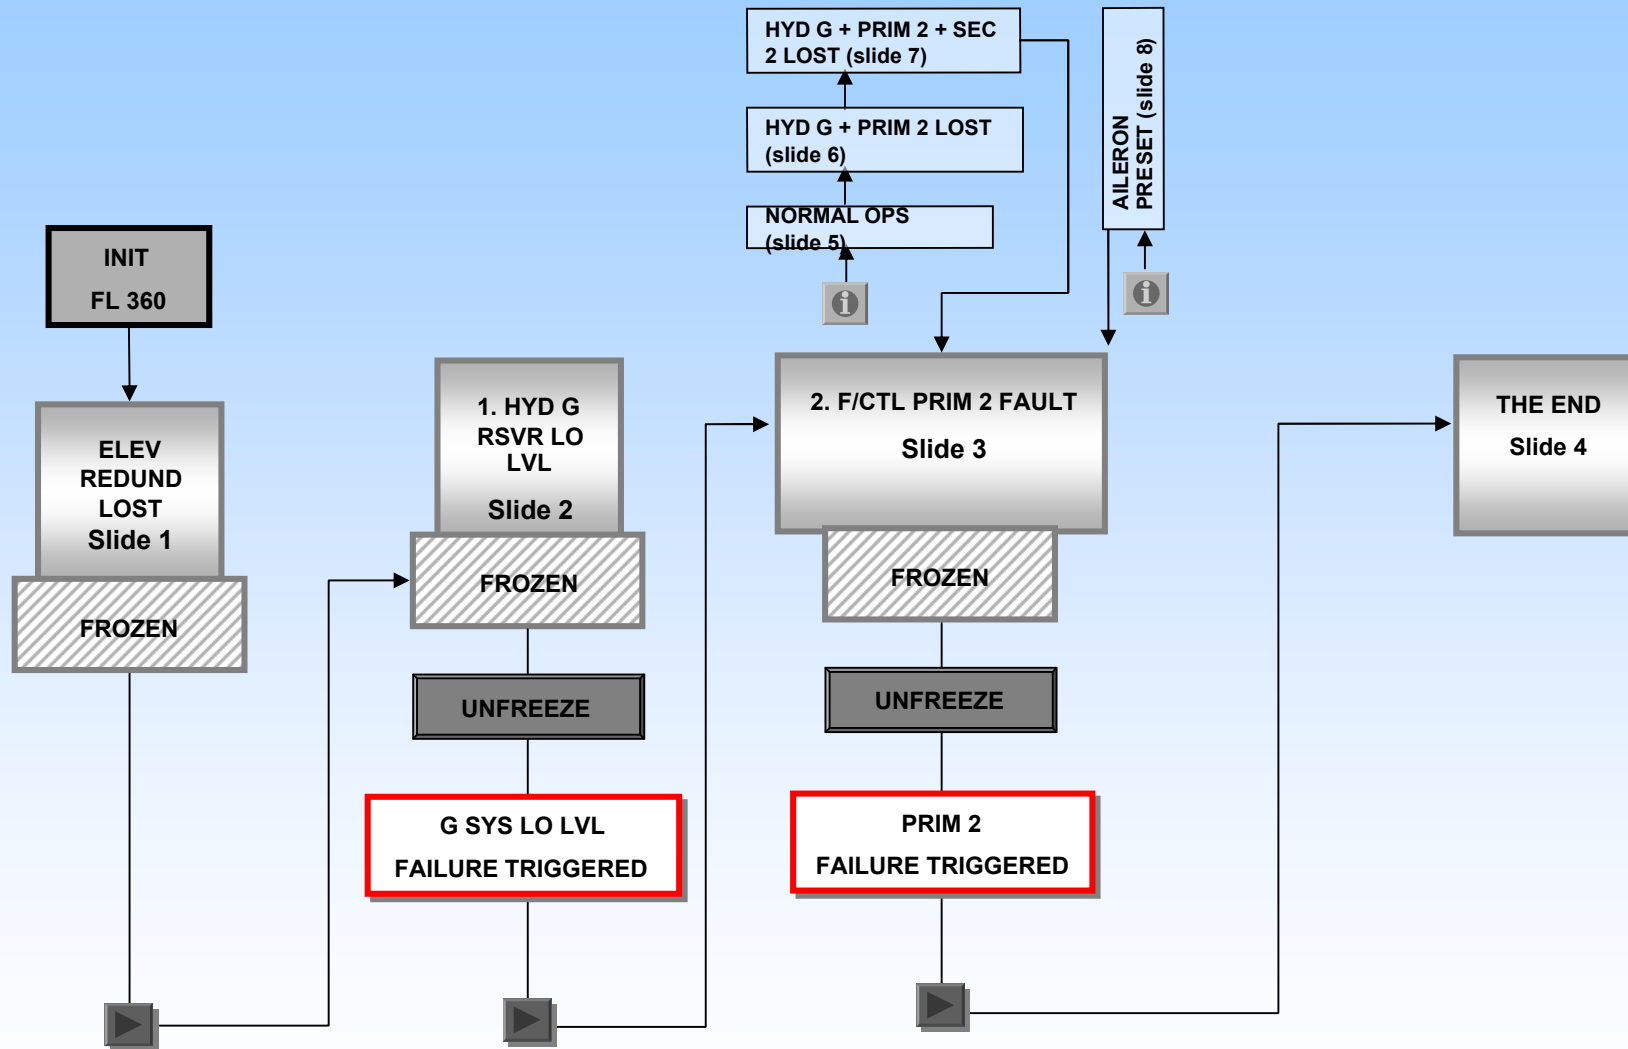 HYD G + PRIM 2 + SEC
2 LOST (slide 7)
HYD G + PRIM 2 LOST
(slide 6)
NORMAL OPS
(slide 5)
AILERON
PRESET (slide 8)
INIT
FL 360
ELEV
REDUND
LOST
Slide 1
FROZEN
1. HYD G
RSVR LO
LVL
Slide 2
FROZEN
UNFREEZE
G SYS LO LVL
FAILURE TRIGGERED
2. F/CTL PRIM 2 FAULT
Slide 3
FROZEN
UNFREEZE
PRIM 2
FAILURE TRIGGERED
THE END
Slide 4